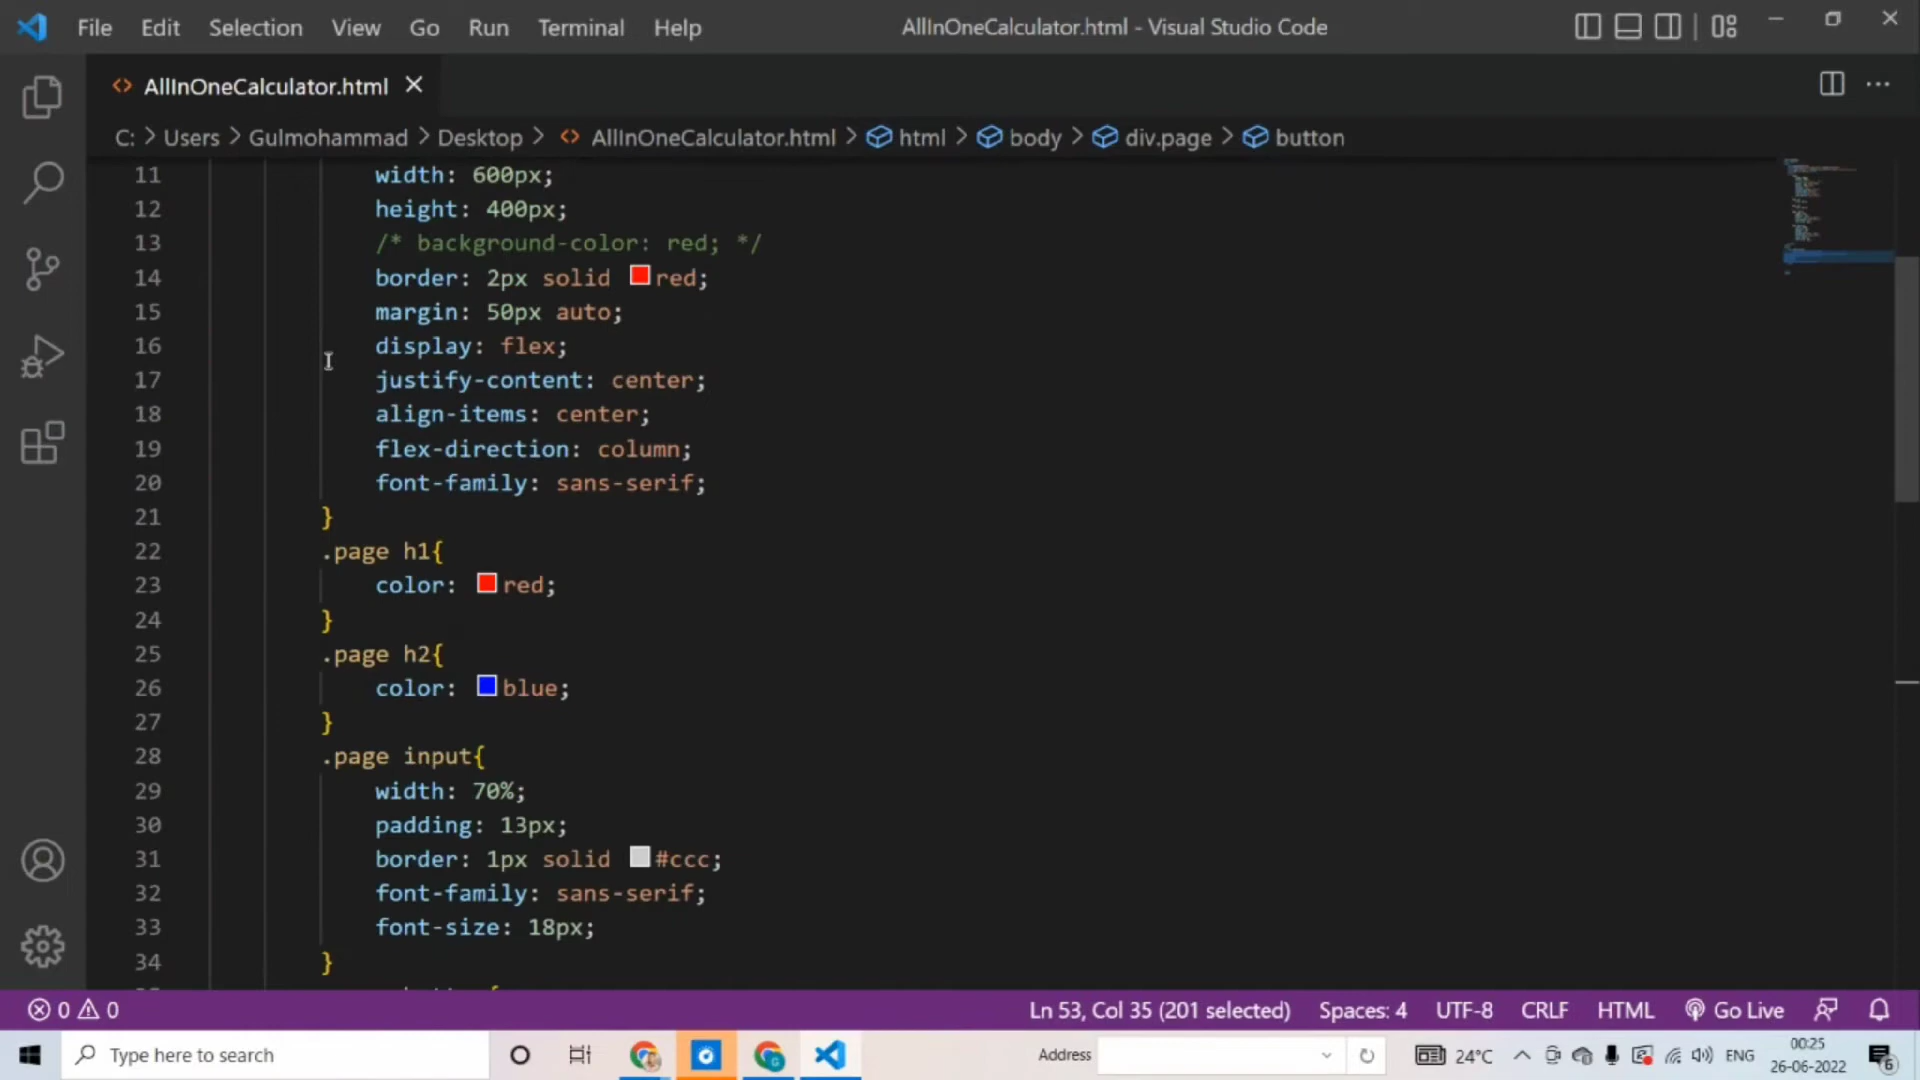 File Edit Selection View Go Run Terminal Help AllInOneCalculator.html - Visual Studio Code
AllInOneCalculator.html
C: > Users > Gulmohammad > Desktop > AllInOneCalculator.html > html > body > div.page > button
11 width: 600px;
12 height: 400px;
13 /* background-color: red; */
14 border: 2px solid red;
15 margin: 50px auto;
16 display: flex;
17 justify-content: center;
18 align-items: center;
19 flex-direction: column;
20 font-family: sans-serif;
21 }
22 .page h1{
23 color: red;
24 }
25 .page h2{
26 color: blue;
27 }
28 .page input{
29 width: 70%;
30 padding: 13px;
31 border: 1px solid #ccc;
32 font-family: sans-serif;
33 font-size: 18px;
34 }
0 0 Ln 53, Col 35 (201 selected) Spaces: 4 UTF-8 CRLF HTML Go Live
Type here to search Address 24°C ENG 00:25
26-06-2022 6